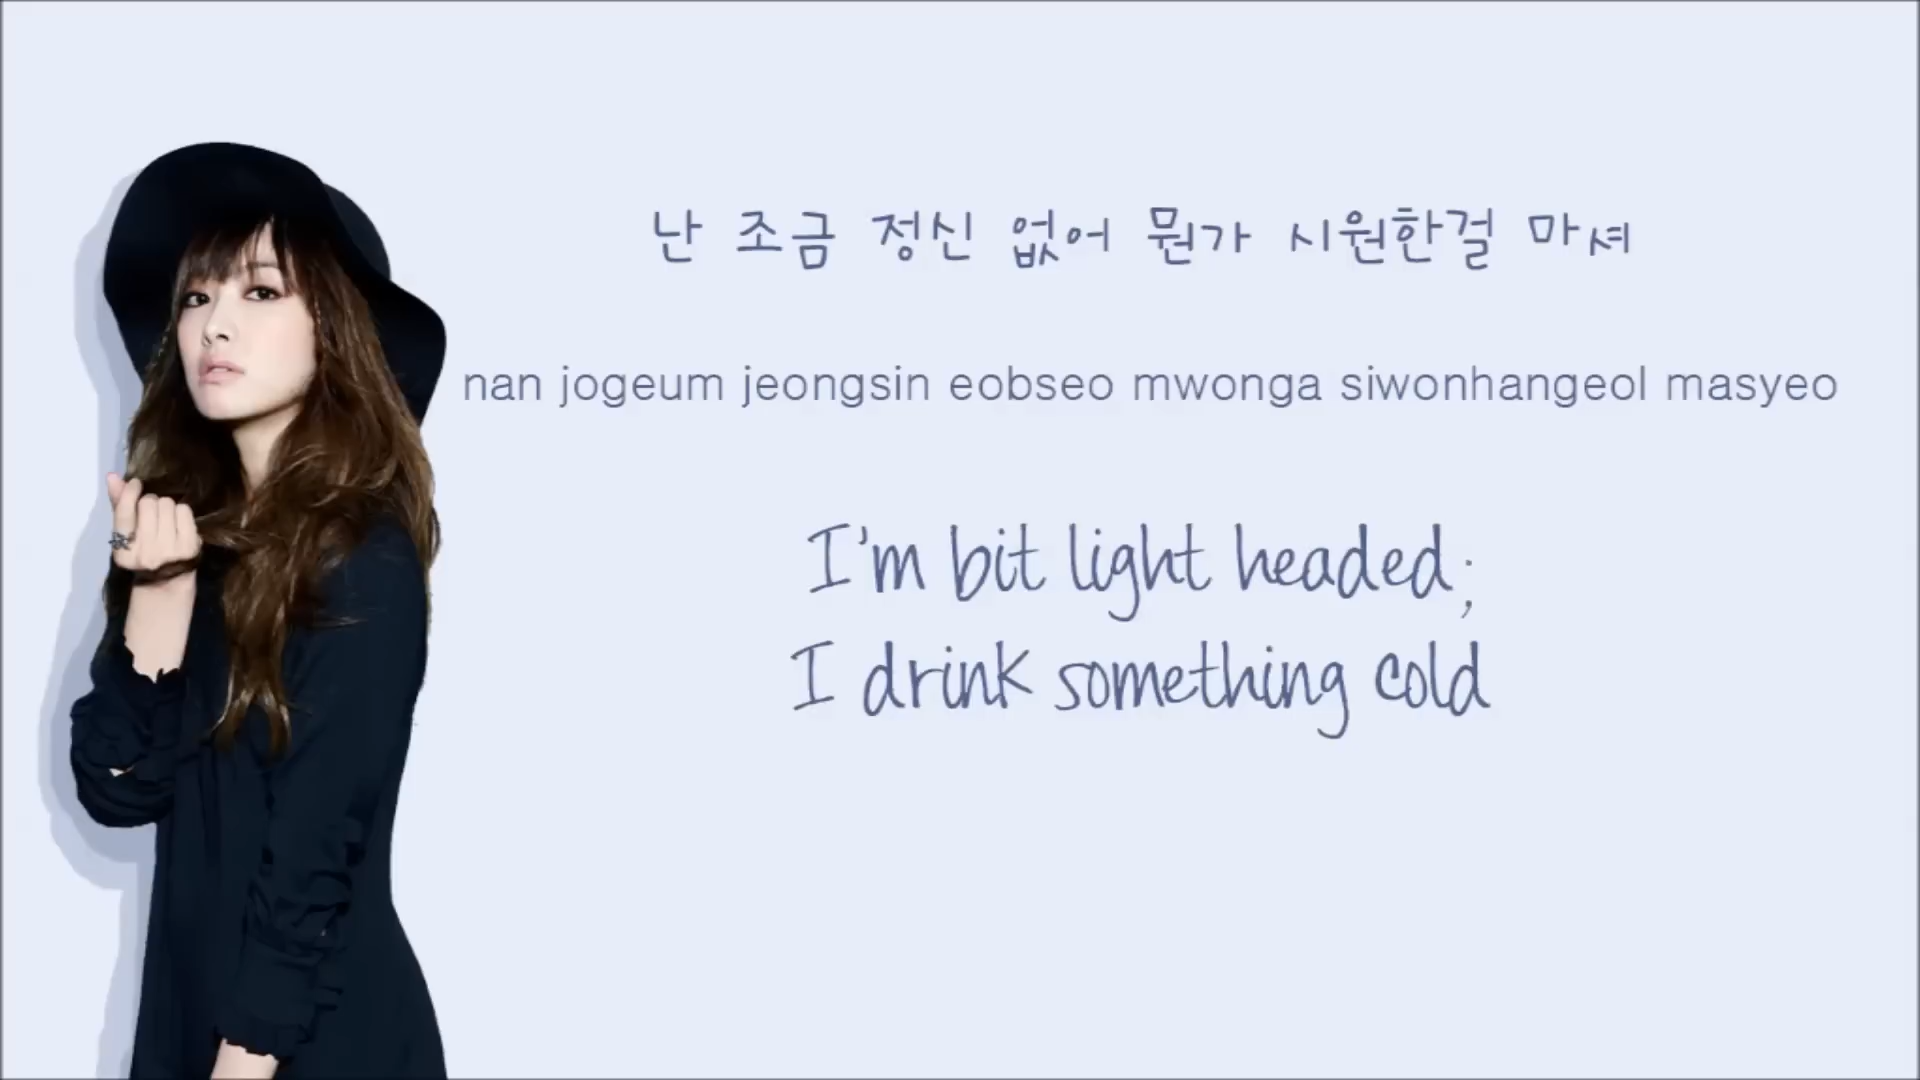 난 조금 정신 없어 뭔가 시원한걸 마셔
nan jogeum jeongsin eobseo mwonga siwonhangeol masyeo
I'm bit light headed;
I drink something cold